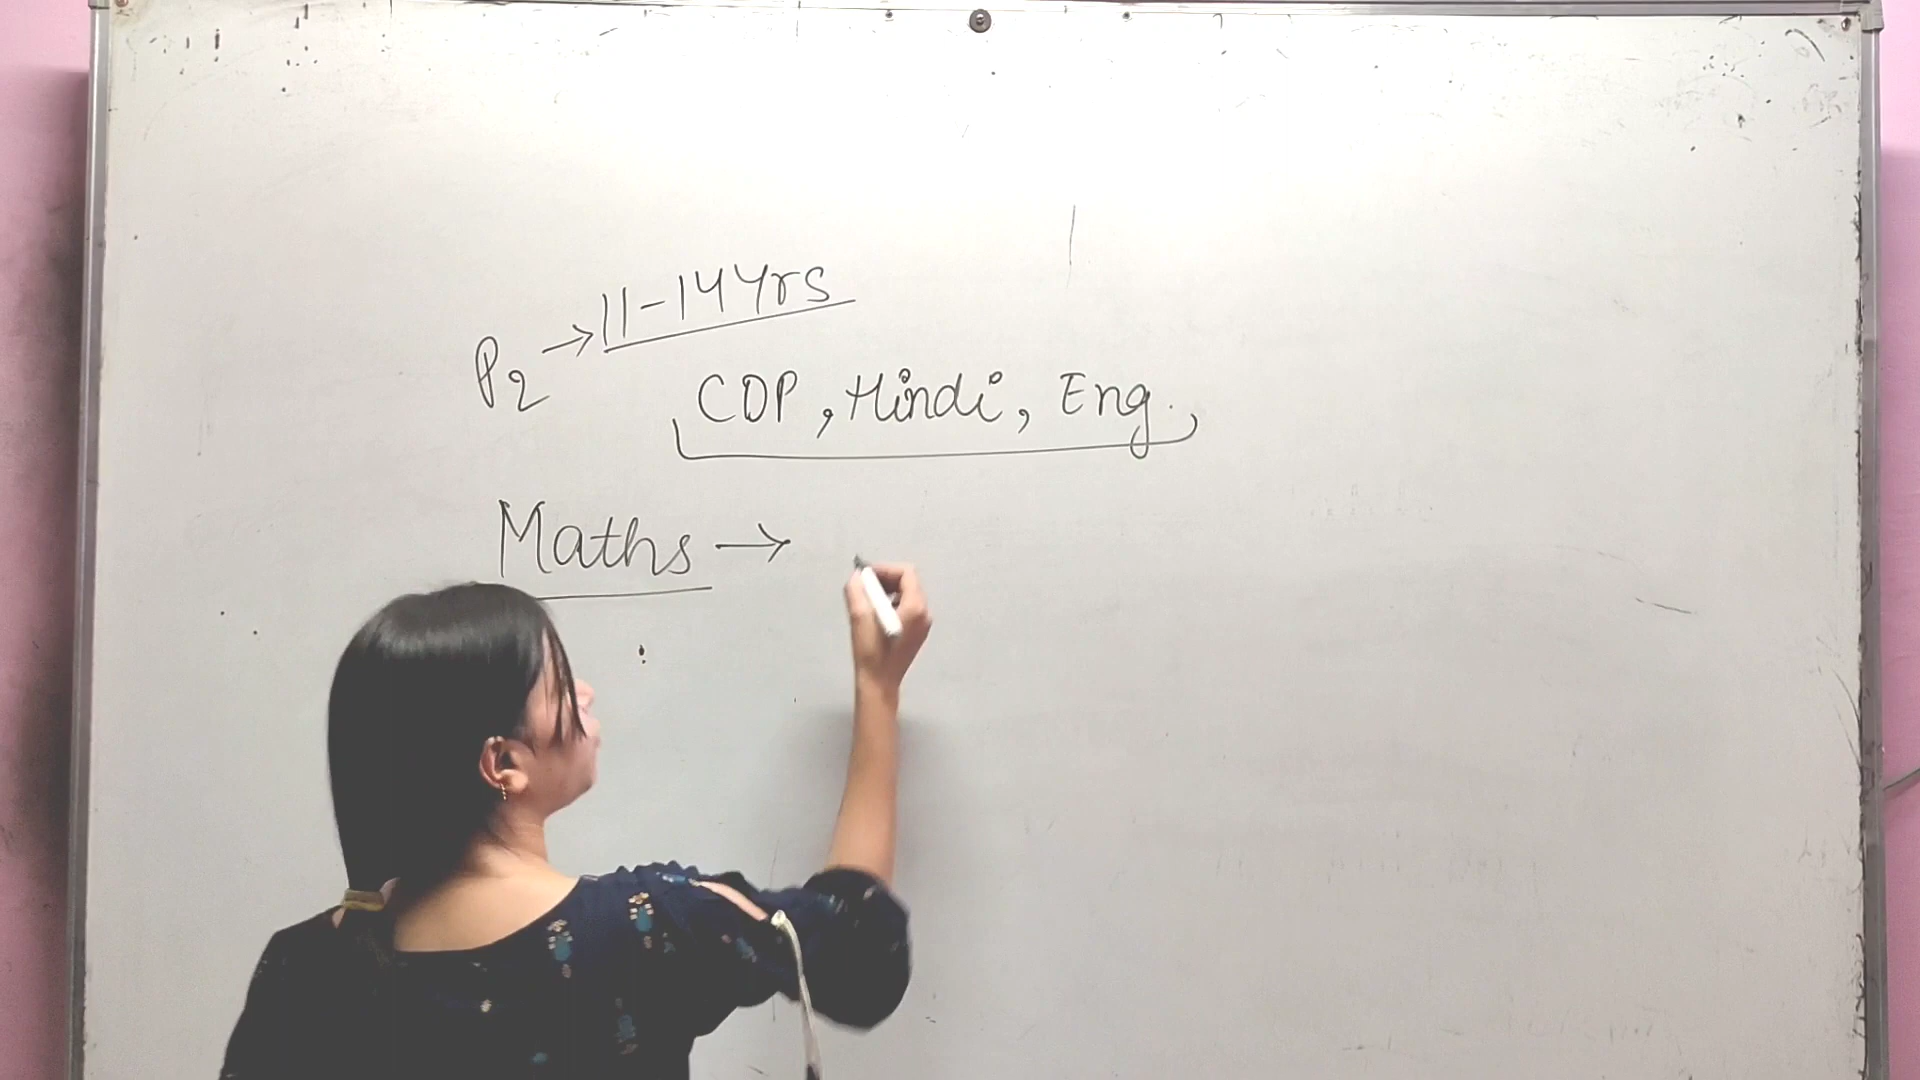 P2 → 11-14 Yrs
CDP, Hindi, Eng.,
Maths →